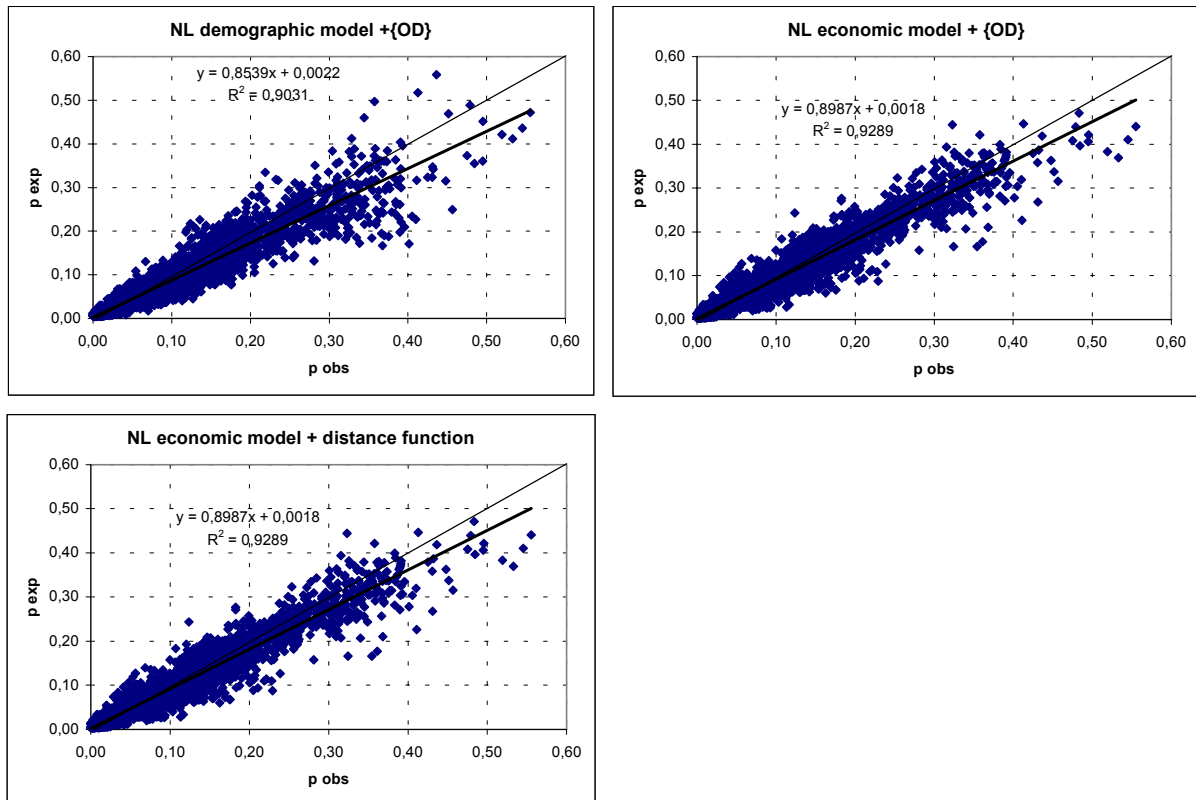 NL demographic model +{OD}
y = 0,8539x + 0,0022
R² = 0,9031
0,60
0,50
0,40
0,30
0,20
0,10
0,00
p exp
0,00 0,10 0,20 0,30 0,40 0,50 0,60
p obs
NL economic model + {OD}
y = 0,8987x + 0,0018
R² = 0,9289
0,60
0,50
0,40
0,30
0,20
0,10
0,00
p exp
0,00 0,10 0,20 0,30 0,40 0,50 0,60
p obs
NL economic model + distance function
y = 0,8987x + 0,0018
R² = 0,9289
0,60
0,50
0,40
0,30
0,20
0,10
0,00
p exp
0,00 0,10 0,20 0,30 0,40 0,50 0,60
p obs